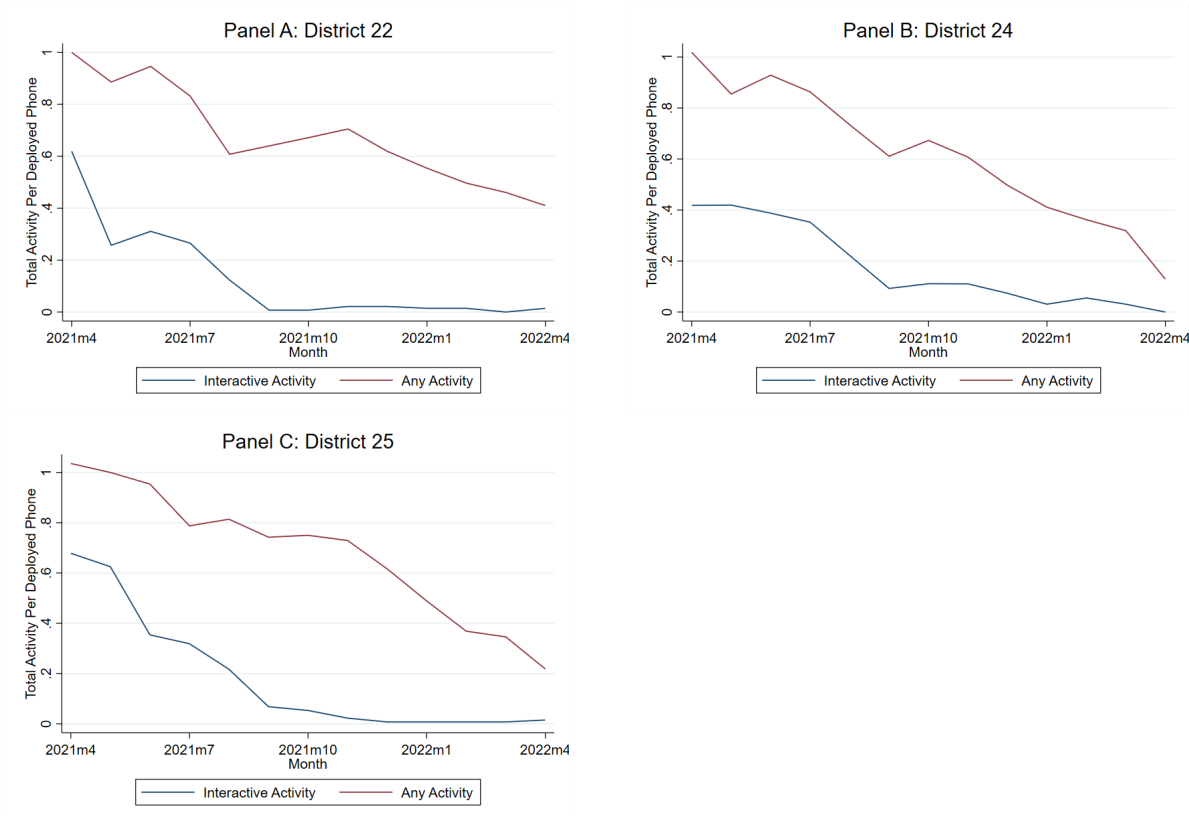 Panel A: District 22
Total Activity Per Deployed Phone
1
.8
.6
.4
.2
0
2021m4 2021m7 2021m10 2022m1 2022m4
Month
Interactive Activity Any Activity
Panel B: District 24
Total Activity Per Deployed Phone
1
.8
.6
.4
.2
0
2021m4 2021m7 2021m10 2022m1 2022m4
Month
Interactive Activity Any Activity
Panel C: District 25
Total Activity Per Deployed Phone
1
.8
.6
.4
.2
0
2021m4 2021m7 2021m10 2022m1 2022m4
Month
Interactive Activity Any Activity